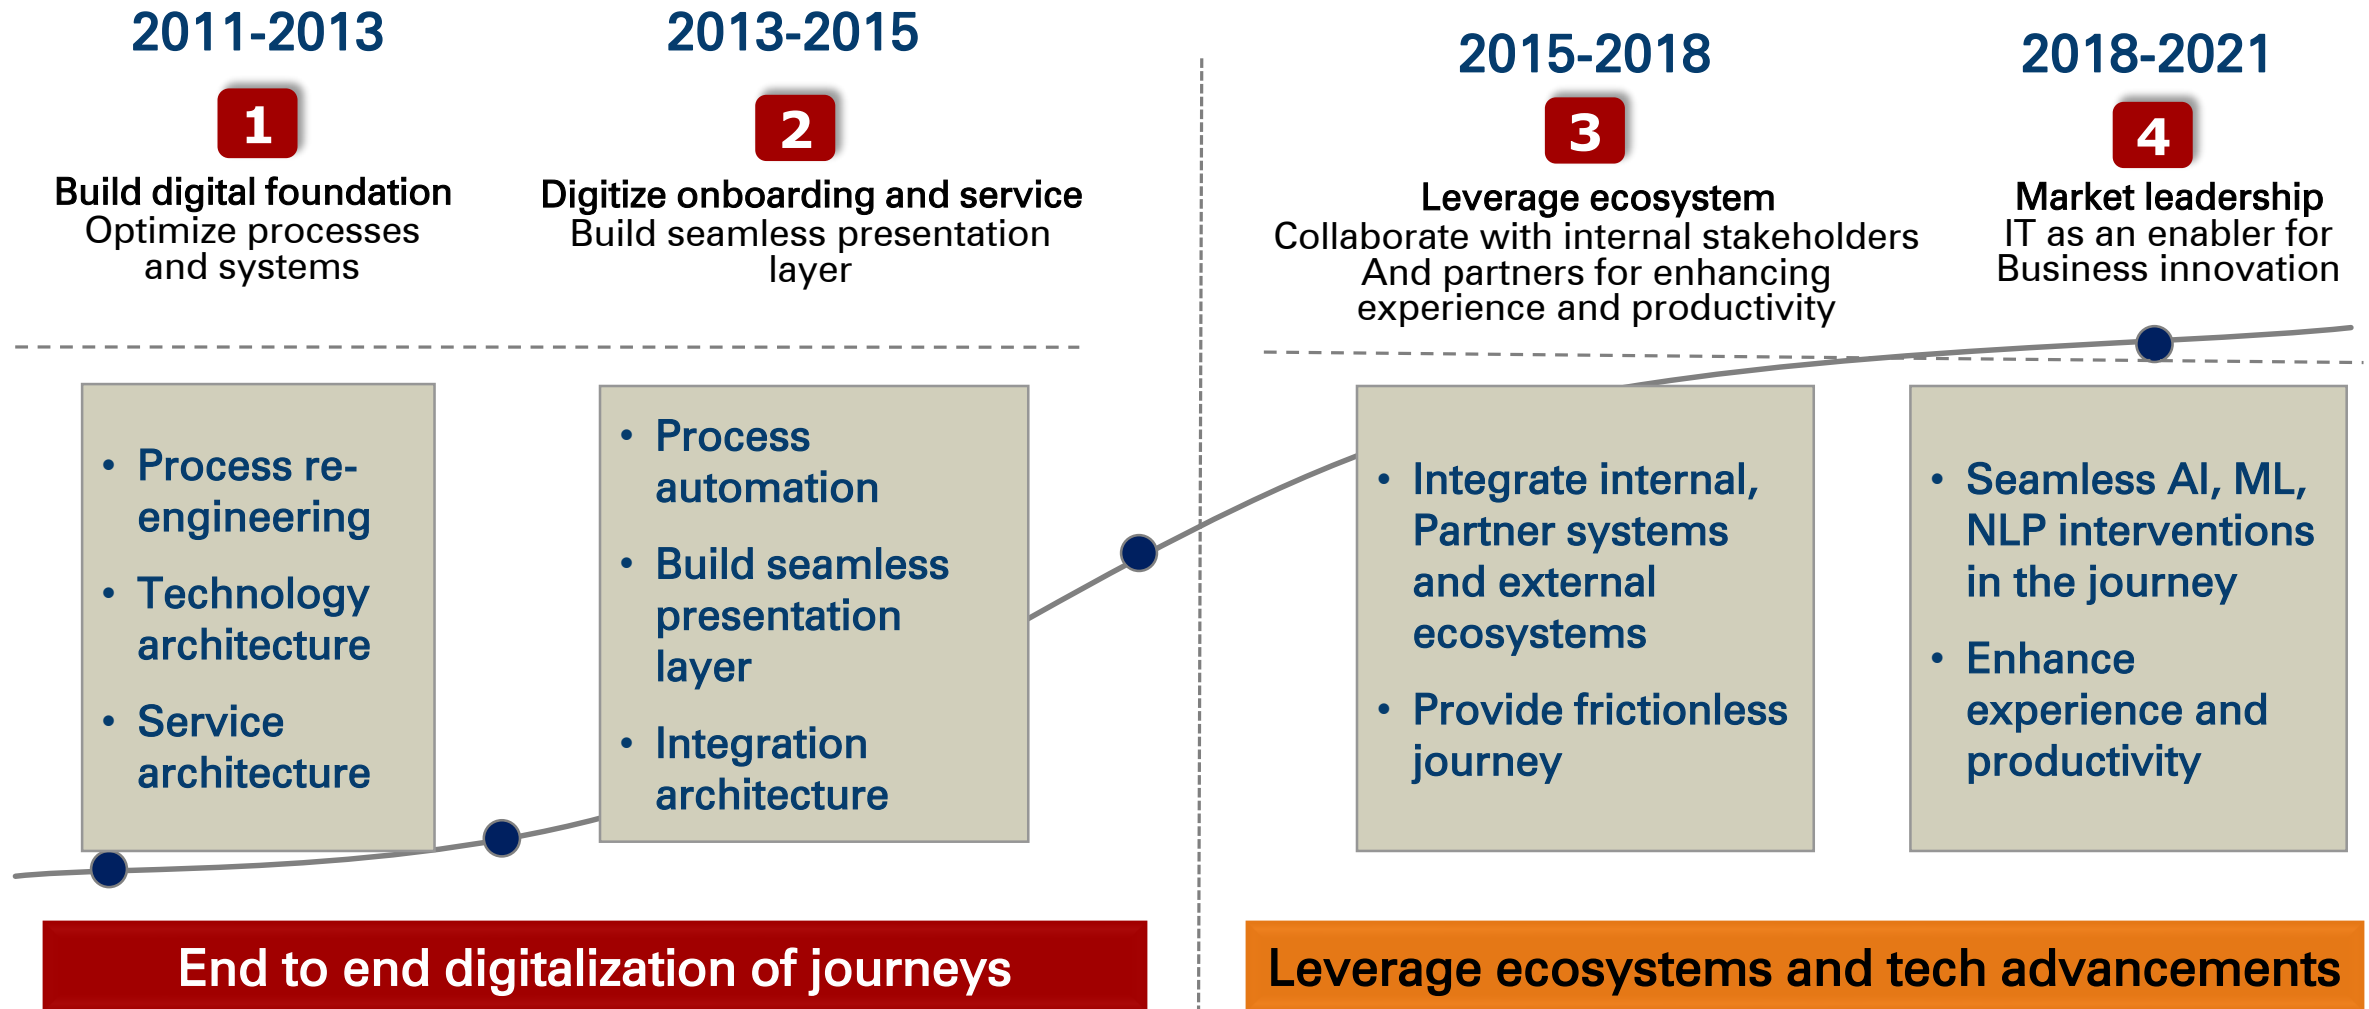 2011-2013
1
Build digital foundation
Optimize processes
and systems
2013-2015
2
Digitize onboarding and service
Build seamless presentation
layer
2015-2018
3
Leverage ecosystem
Collaborate with internal stakeholders
And partners for enhancing
experience and productivity
2018-2021
4
Market leadership
IT as an enabler for
Business innovation
• Process re-
engineering
• Technology
architecture
• Service
architecture
• Process
automation
• Build seamless
presentation
layer
• Integration
architecture
• Integrate internal,
Partner systems
and external
ecosystems
• Provide frictionless
journey
• Seamless AI, ML,
NLP interventions
in the journey
• Enhance
experience and
productivity
End to end digitalization of journeys
Leverage ecosystems and tech advancements